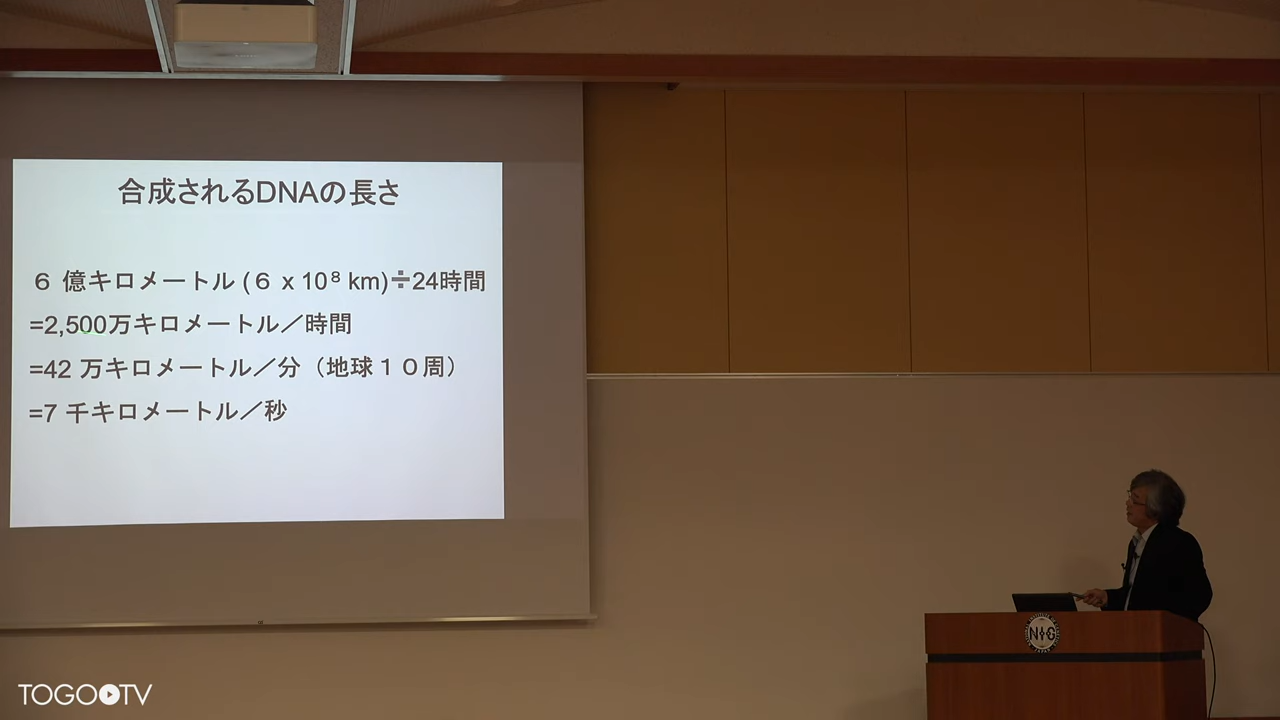 合成されるDNAの長さ
６ 億キロメートル (６ x 10⁸ km)÷24時間
=2,500万キロメートル／時間
=42 万キロメートル／分（地球１０周）
=7 千キロメートル／秒
NIG
TOGOTV